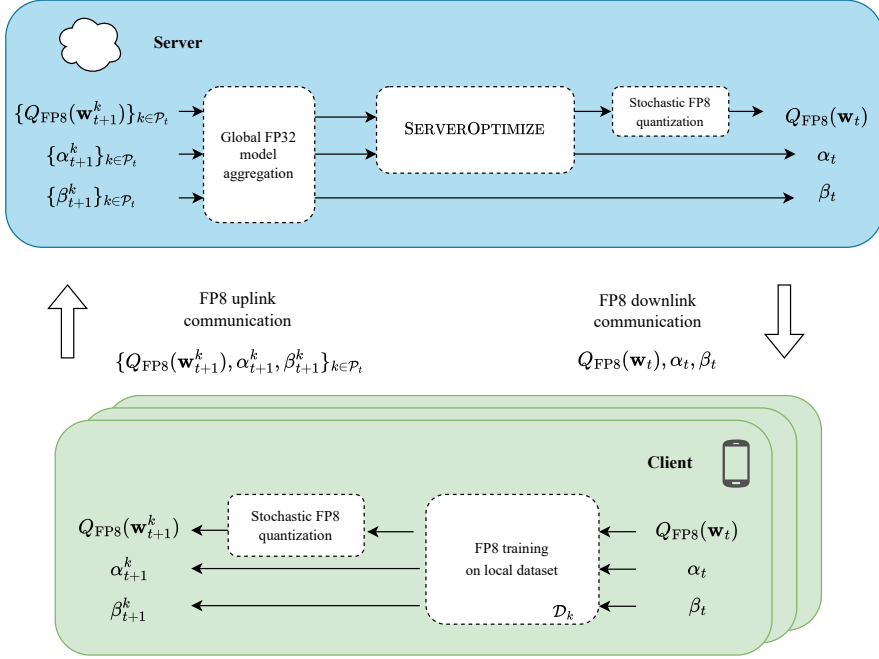 Server
{Q_FP8(w^k_{t+1})}_{k∈P_t}
{α^k_{t+1}}_{k∈P_t}
{β^k_{t+1}}_{k∈P_t}
Global FP32
model
aggregation
SERVEROPTIMIZE
Stochastic FP8
quantization
Q_FP8(w_t)
α_t
β_t
FP8 uplink
communication
{Q_FP8(w^k_{t+1}), α^k_{t+1}, β^k_{t+1}}_{k∈P_t}
FP8 downlink
communication
Q_FP8(w_t), α_t, β_t
Client
Q_FP8(w^k_{t+1})
α^k_{t+1}
β^k_{t+1}
Stochastic FP8
quantization
FP8 training
on local dataset
D_k
Q_FP8(w_t)
α_t
β_t